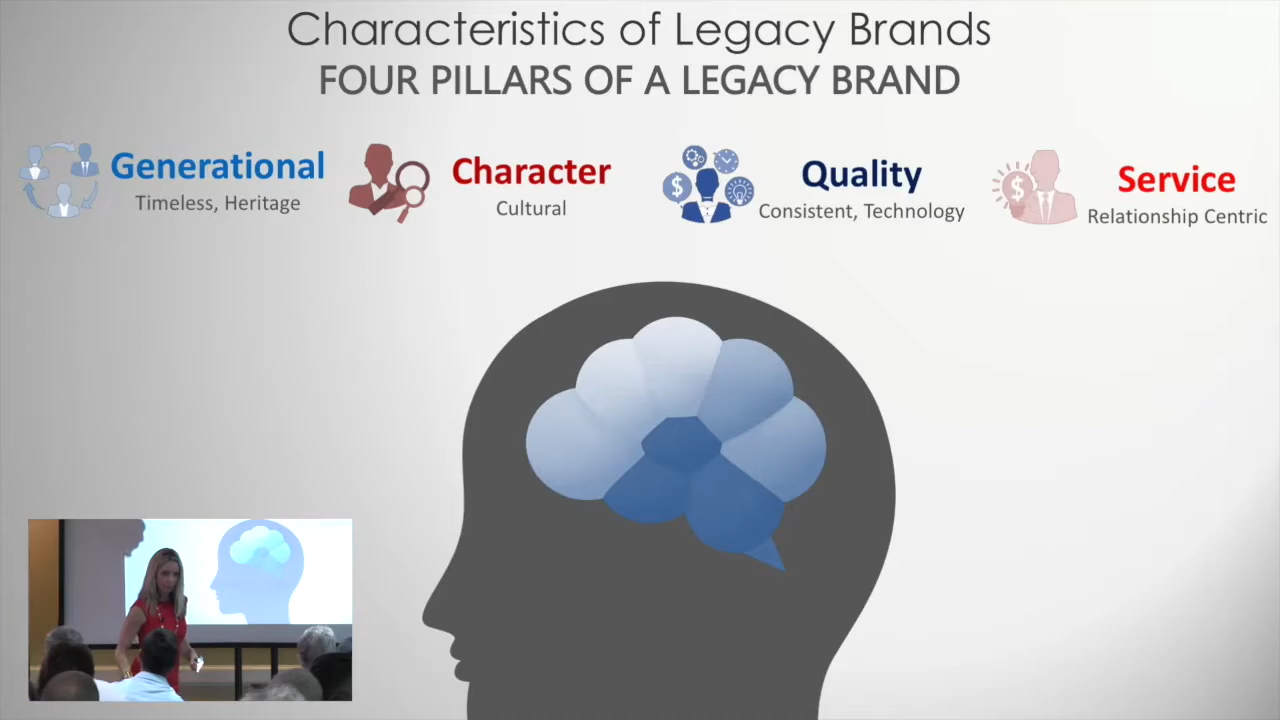 Characteristics of Legacy Brands
FOUR PILLARS OF A LEGACY BRAND
Generational
Timeless, Heritage
Character
Cultural
Quality
Consistent, Technology
Service
Relationship Centric